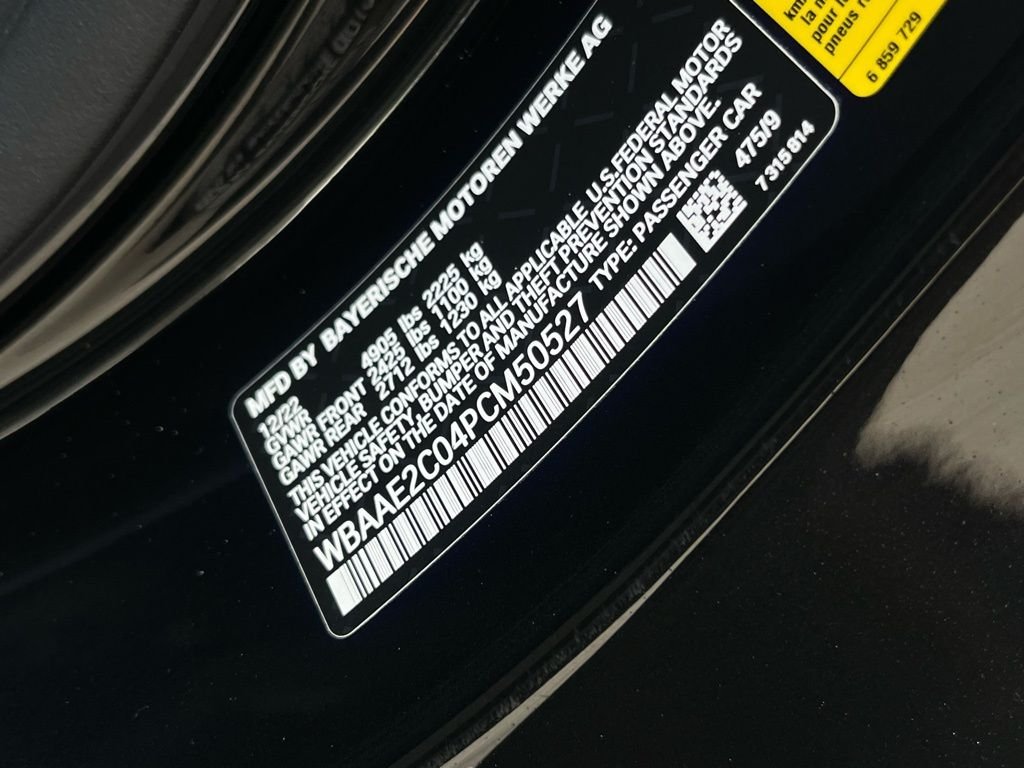 MFD BY BAYERISCHE MOTOREN WERKE AG
12/22
GVWR 4905 lbs 2225 kg
GAWR FRONT 2425 lbs 1100 kg
GAWR REAR 2712 lbs 1230 kg
THIS VEHICLE CONFORMS TO ALL APPLICABLE U.S.FEDERAL MOTOR
VEHICLE SAFETY, BUMPER AND THEFT PREVENTION STANDARDS
IN EFFECT ON THE DATE OF MANUFACTURE SHOWN ABOVE.
WBAAE2C04PCM50527 TYPE: PASSENGER CAR
475/9
7315814
km/
la m
pour
pneus
6 859 729